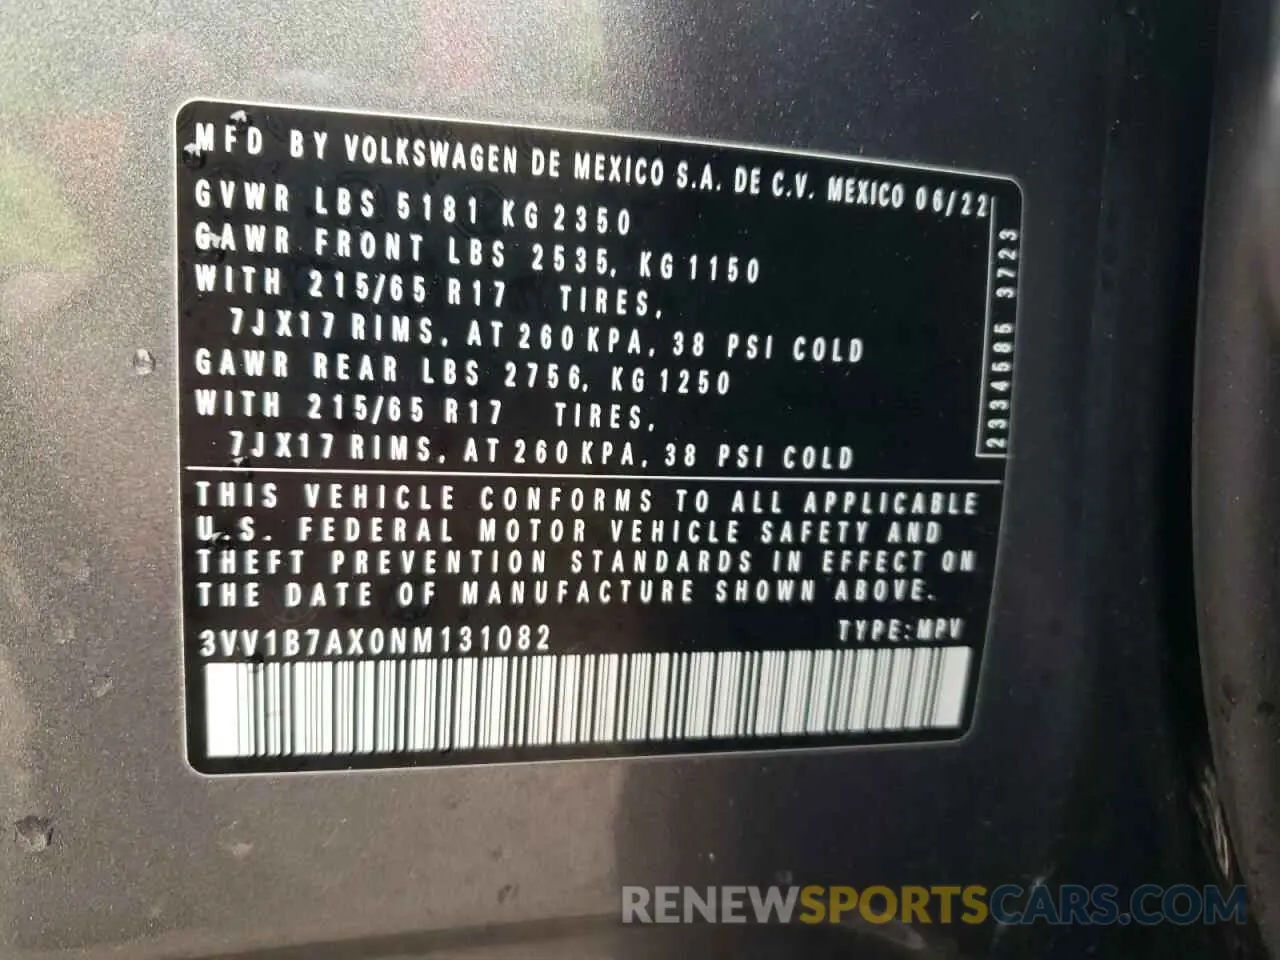 MFD BY VOLKSWAGEN DE MEXICO S.A. DE C.V. MEXICO 06/22
GVWR LBS 5181 KG 2350
GAWR FRONT LBS 2535, KG 1150
WITH 215/65 R17 TIRES,
7JX17 RIMS, AT 260 KPA, 38 PSI COLD
GAWR REAR LBS 2756, KG 1250
WITH 215/65 R17 TIRES,
7JX17 RIMS, AT 260 KPA, 38 PSI COLD
2334585 3723
THIS VEHICLE CONFORMS TO ALL APPLICABLE
U.S. FEDERAL MOTOR VEHICLE SAFETY AND
THEFT PREVENTION STANDARDS IN EFFECT ON
THE DATE OF MANUFACTURE SHOWN ABOVE.
3VV1B7AX0NM131082 TYPE:MPV
RENEWSPORTSCARS.COM